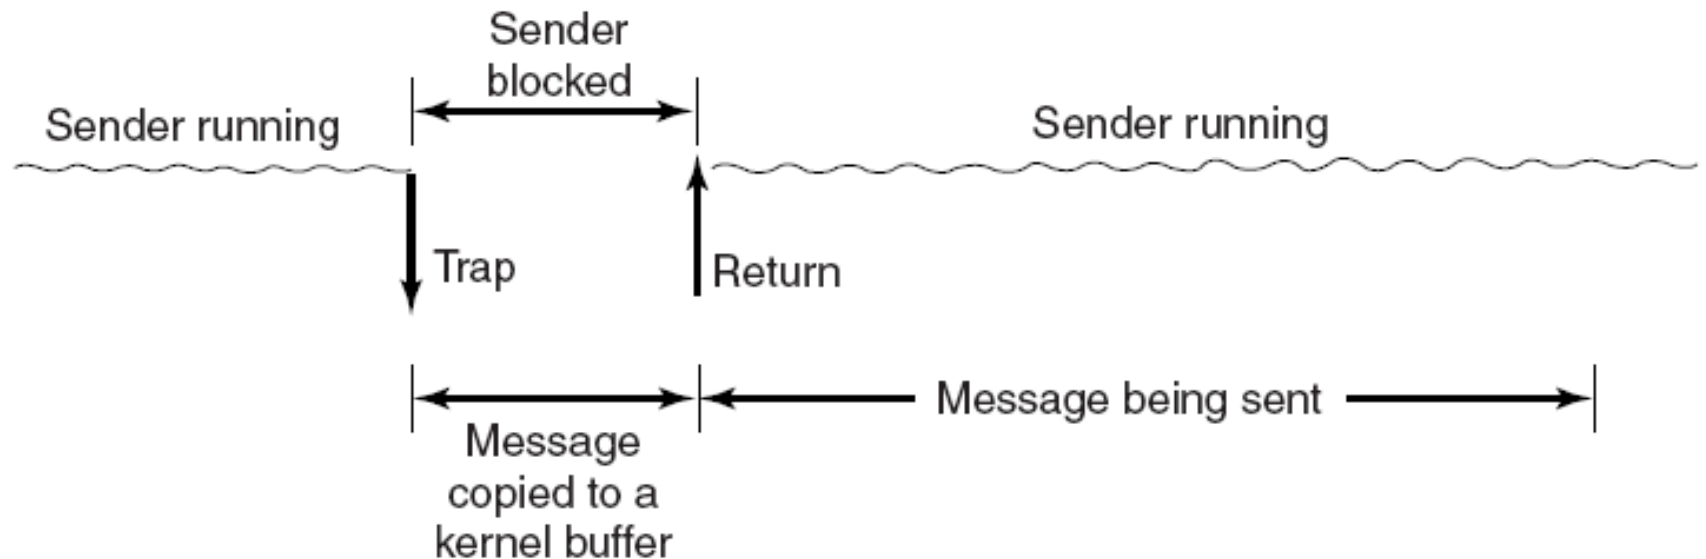 Sender
blocked
Sender running
Sender running
Trap
Return
Message being sent
Message
copied to a
kernel buffer